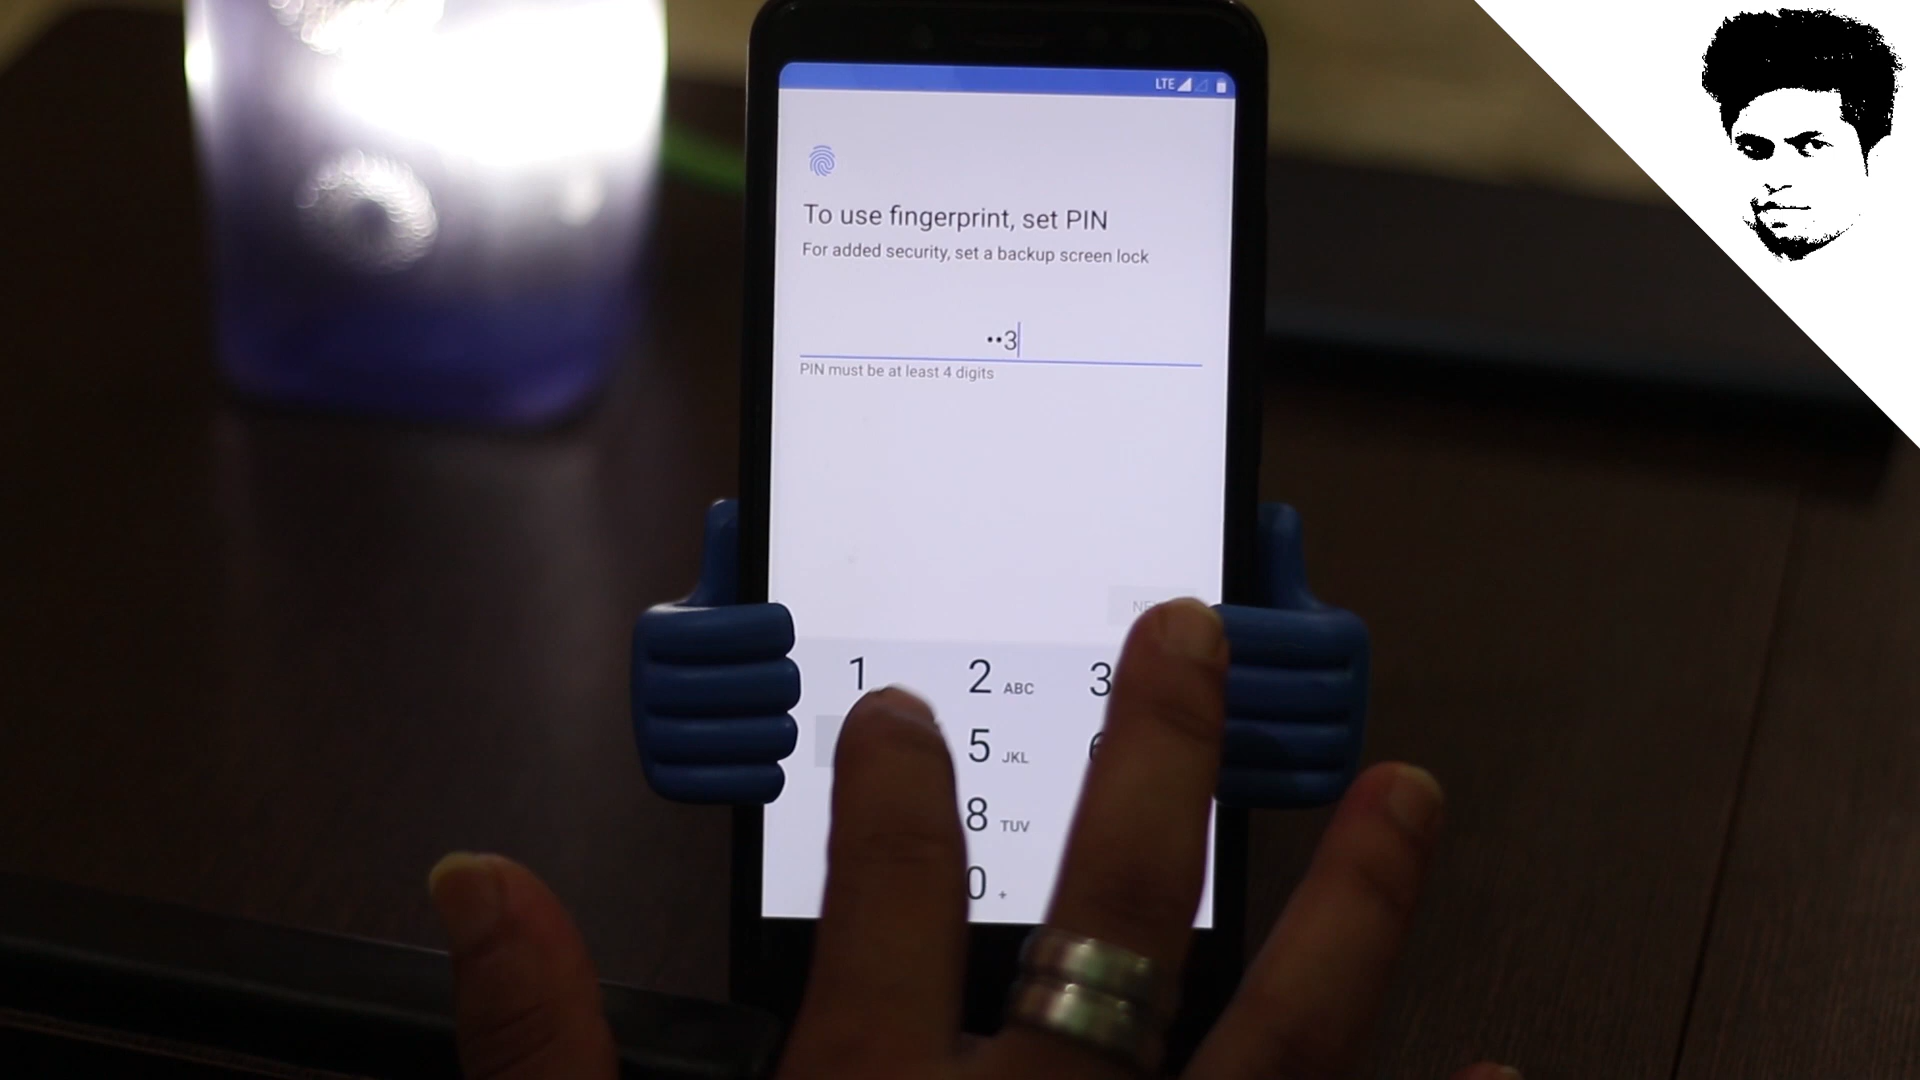 LTE
To use fingerprint, set PIN
For added security, set a backup screen lock
••3
PIN must be at least 4 digits
1
2 ABC
3
5 JKL
8 TUV
0 +